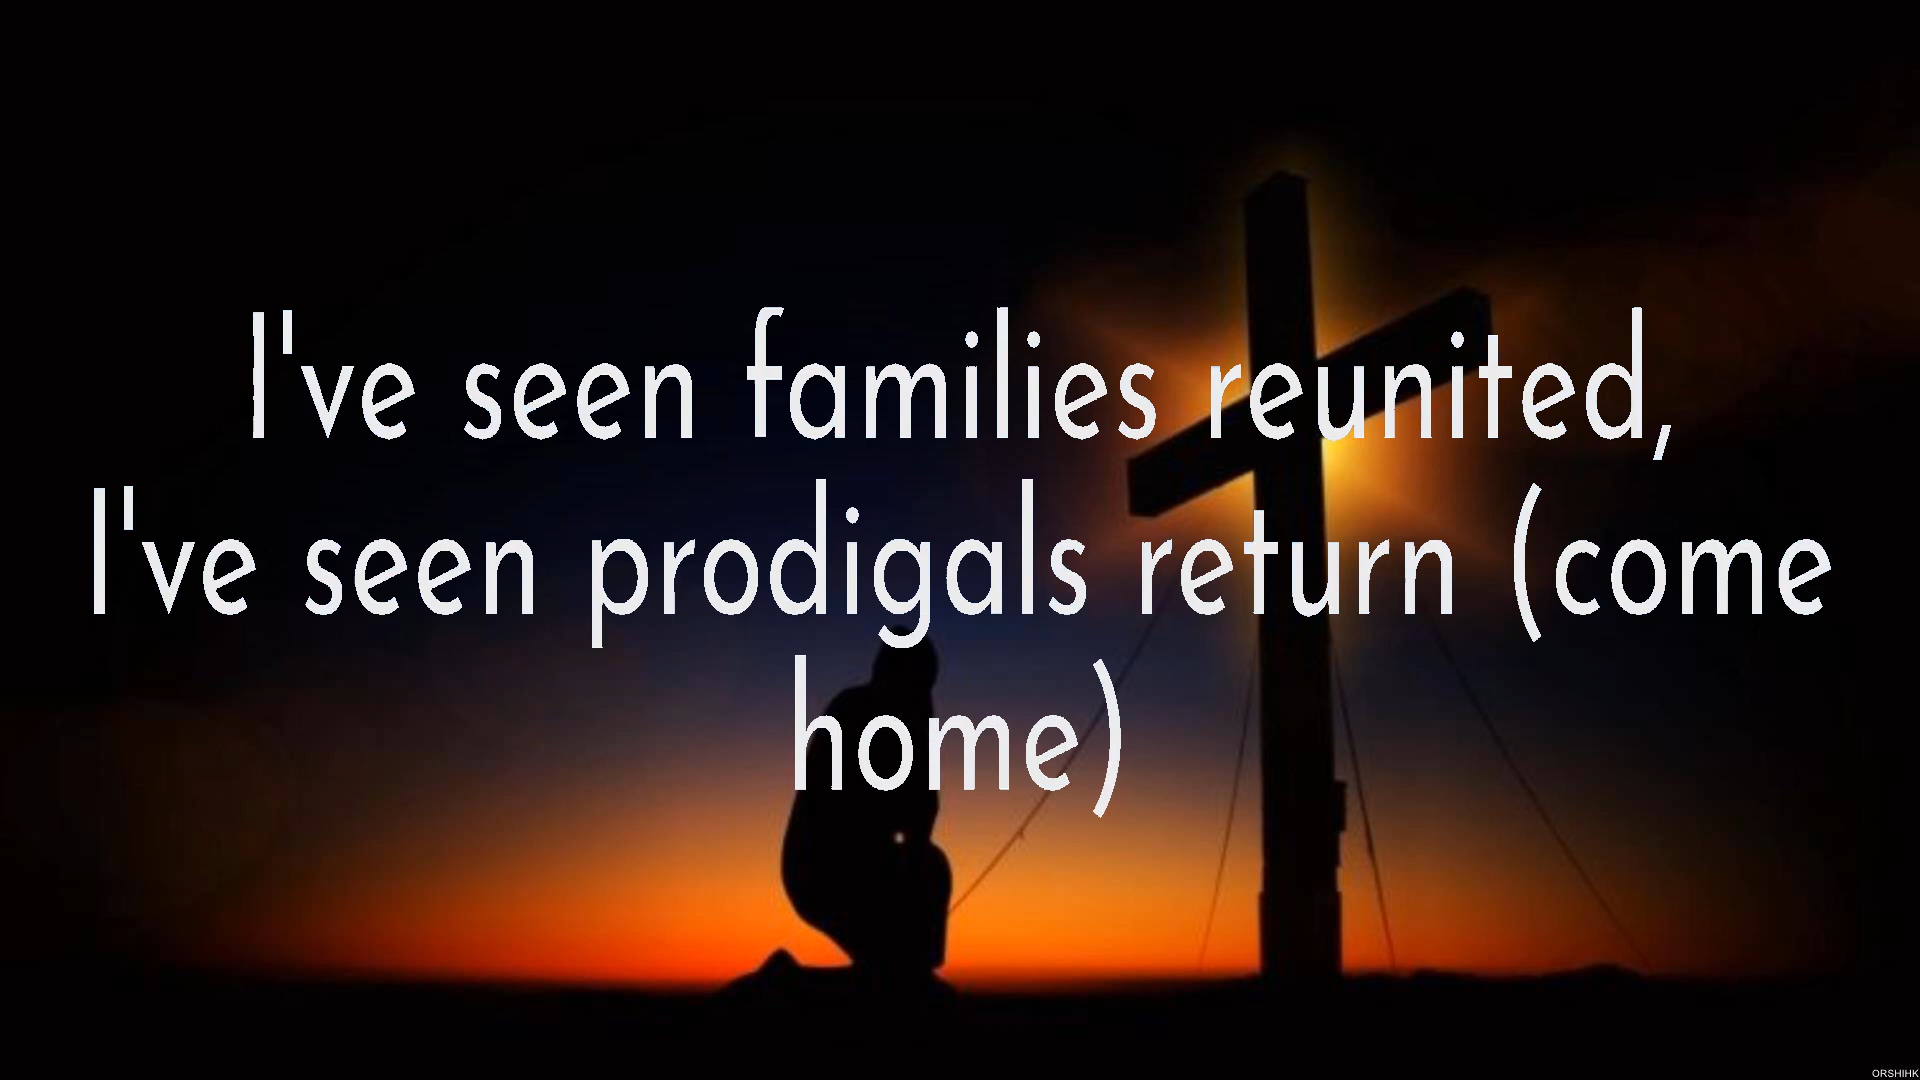 I've seen families reunited,
I've seen prodigals return (come
home)
ORSHIHK